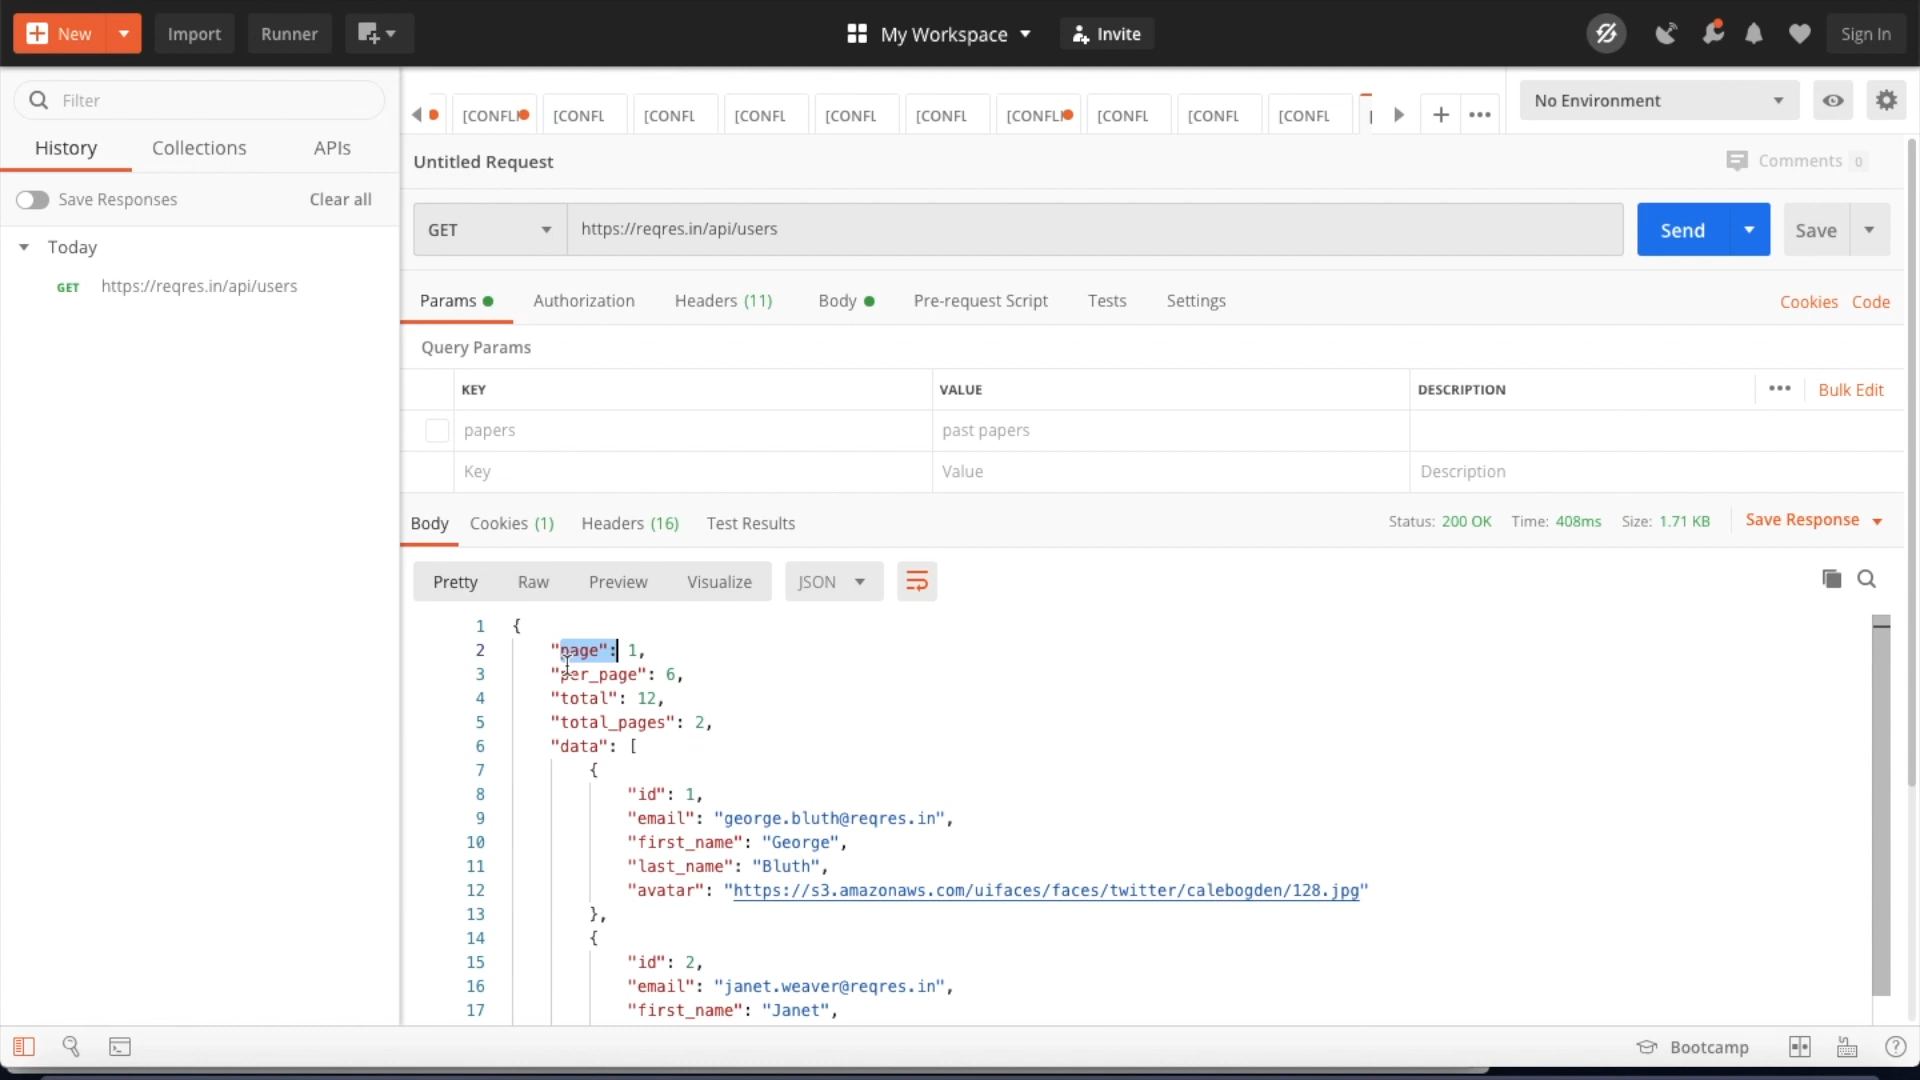 New Import Runner My Workspace Invite Sign In
Filter
[CONFLI [CONFL [CONFL [CONFL [CONFL [CONFL [CONFLI [CONFL [CONFL [CONFL [
No Environment
History Collections APIs
Untitled Request Comments 0
Save Responses Clear all
GET https://reqres.in/api/users Send Save
Today
GET https://reqres.in/api/users
Params Authorization Headers (11) Body Pre-request Script Tests Settings Cookies Code
Query Params
KEY VALUE DESCRIPTION Bulk Edit
papers past papers
Key Value Description
Body Cookies (1) Headers (16) Test Results Status: 200 OK Time: 408ms Size: 1.71 KB Save Response
Pretty Raw Preview Visualize JSON
1 {
2 "page": 1,
3 "per_page": 6,
4 "total": 12,
5 "total_pages": 2,
6 "data": [
7 {
8 "id": 1,
9 "email": "george.bluth@reqres.in",
10 "first_name": "George",
11 "last_name": "Bluth",
12 "avatar": "https://s3.amazonaws.com/uifaces/faces/twitter/calebogden/128.jpg"
13 },
14 {
15 "id": 2,
16 "email": "janet.weaver@reqres.in",
17 "first_name": "Janet",
Bootcamp